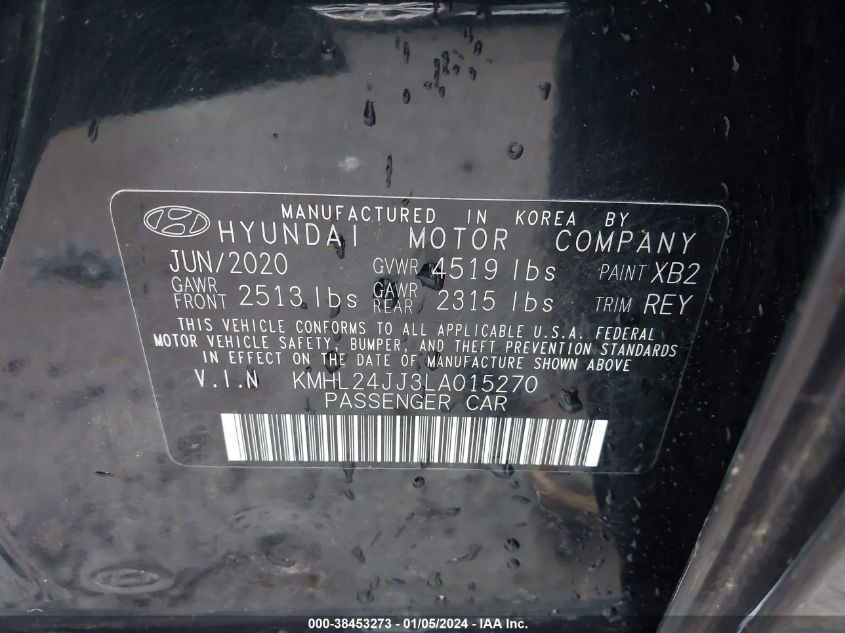 MANUFACTURED IN KOREA BY
HYUNDAI MOTOR COMPANY
JUN/2020 GVWR 4519 lbs PAINT XB2
GAWR FRONT 2513 lbs GAWR REAR 2315 lbs TRIM REY
THIS VEHICLE CONFORMS TO ALL APPLICABLE U.S.A. FEDERAL
MOTOR VEHICLE SAFETY, BUMPER, AND THEFT PREVENTION STANDARDS
IN EFFECT ON THE DATE OF MANUFACTURE SHOWN ABOVE
V.I.N KMHL24JJ3LA015270
PASSENGER CAR
000-38453273 - 01/05/2024 - IAA Inc.